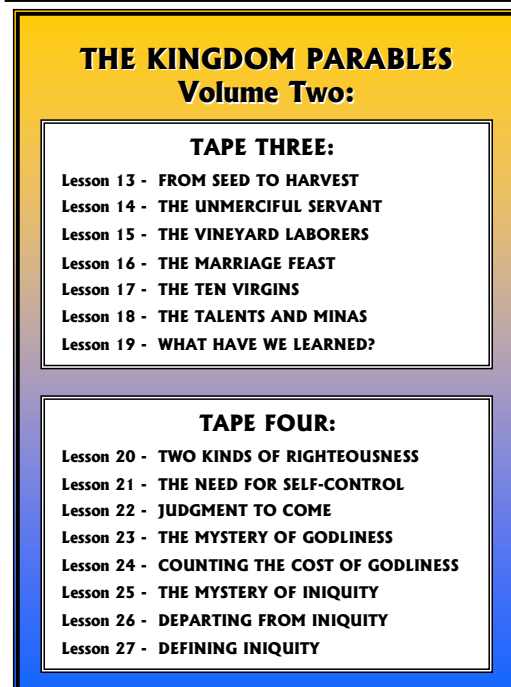 THE KINGDOM PARABLES
Volume Two:
TAPE THREE:
Lesson 13 - FROM SEED TO HARVEST
Lesson 14 - THE UNMERCIFUL SERVANT
Lesson 15 - THE VINEYARD LABORERS
Lesson 16 - THE MARRIAGE FEAST
Lesson 17 - THE TEN VIRGINS
Lesson 18 - THE TALENTS AND MINAS
Lesson 19 - WHAT HAVE WE LEARNED?
TAPE FOUR:
Lesson 20 - TWO KINDS OF RIGHTEOUSNESS
Lesson 21 - THE NEED FOR SELF-CONTROL
Lesson 22 - JUDGMENT TO COME
Lesson 23 - THE MYSTERY OF GODLINESS
Lesson 24 - COUNTING THE COST OF GODLINESS
Lesson 25 - THE MYSTERY OF INIQUITY
Lesson 26 - DEPARTING FROM INIQUITY
Lesson 27 - DEFINING INIQUITY